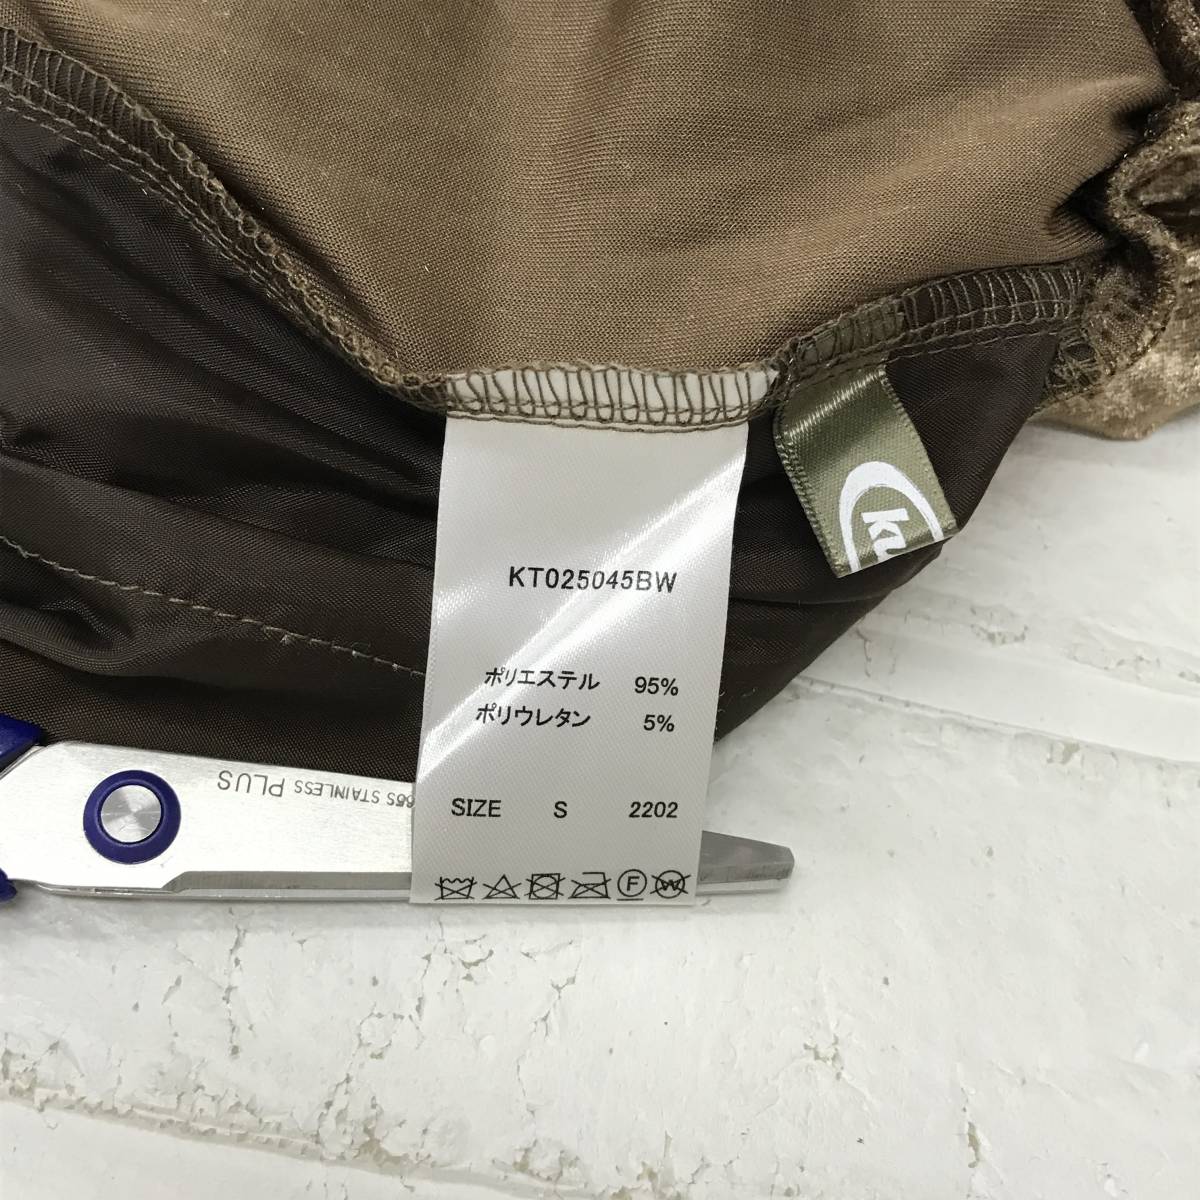 KT025045BW
ポリエステル 95%
ポリウレタン 5%
SIZE S 2202
F
W
STAINLESS PLUS